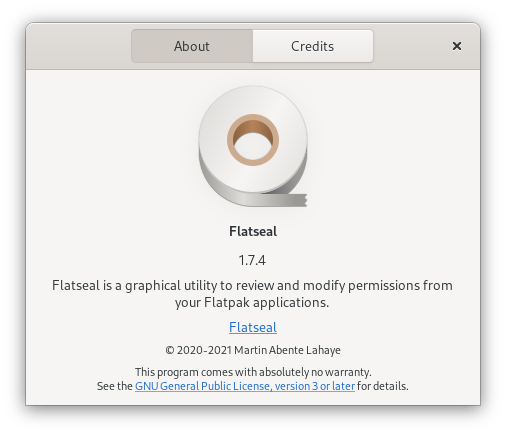 About Credits
Flatseal
1.7.4
Flatseal is a graphical utility to review and modify permissions from
your Flatpak applications.
Flatseal
© 2020-2021 Martin Abente Lahaye
This program comes with absolutely no warranty.
See the GNU General Public License, version 3 or later for details.